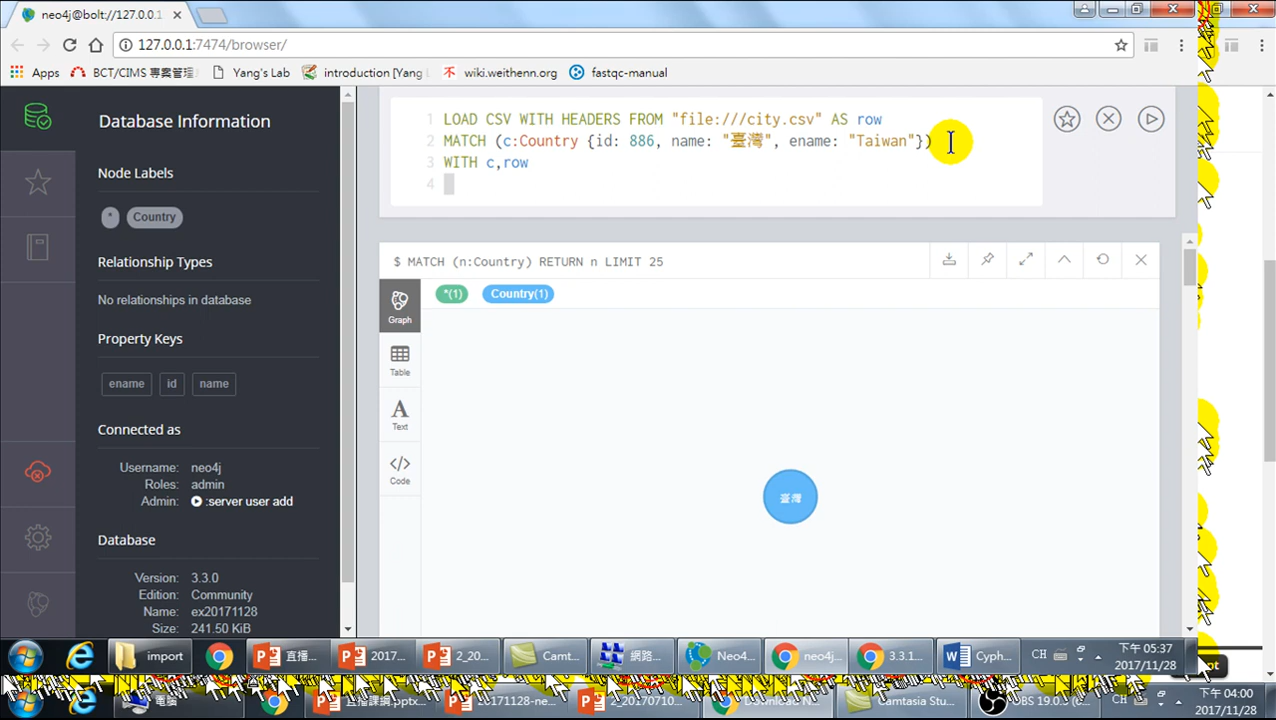 neo4j@bolt://127.0.0.1
127.0.0.1:7474/browser/
Apps BCT/CIMS 專案管理 Yang's Lab introduction [Yang L wiki.weithenn.org fastqc-manual
Database Information
Node Labels
* Country
Relationship Types
No relationships in database
Property Keys
ename id name
Connected as
Username: neo4j
Roles: admin
Admin: :server user add
Database
Version: 3.3.0
Edition: Community
Name: ex20171128
Size: 241.50 KiB
1 LOAD CSV WITH HEADERS FROM "file:///city.csv" AS row
2 MATCH (c:Country {id: 886, name: "臺灣", ename: "Taiwan"})
3 WITH c,row
4
$ MATCH (n:Country) RETURN n LIMIT 25
*(1) Country(1)
Graph
Table
Text
Code
臺灣
import 直播... 2017... 2_20... Camt... 網路... Neo4... neo4j... 3.3.1... Cyph... CH 下午 05:37
2017/11/28
電腦 直播課綱.pptx... 20171128-ne... 2_20170710... Download N... Camtasia Stu... OBS 19.0.3 CH 下午 04:00
2017/11/28